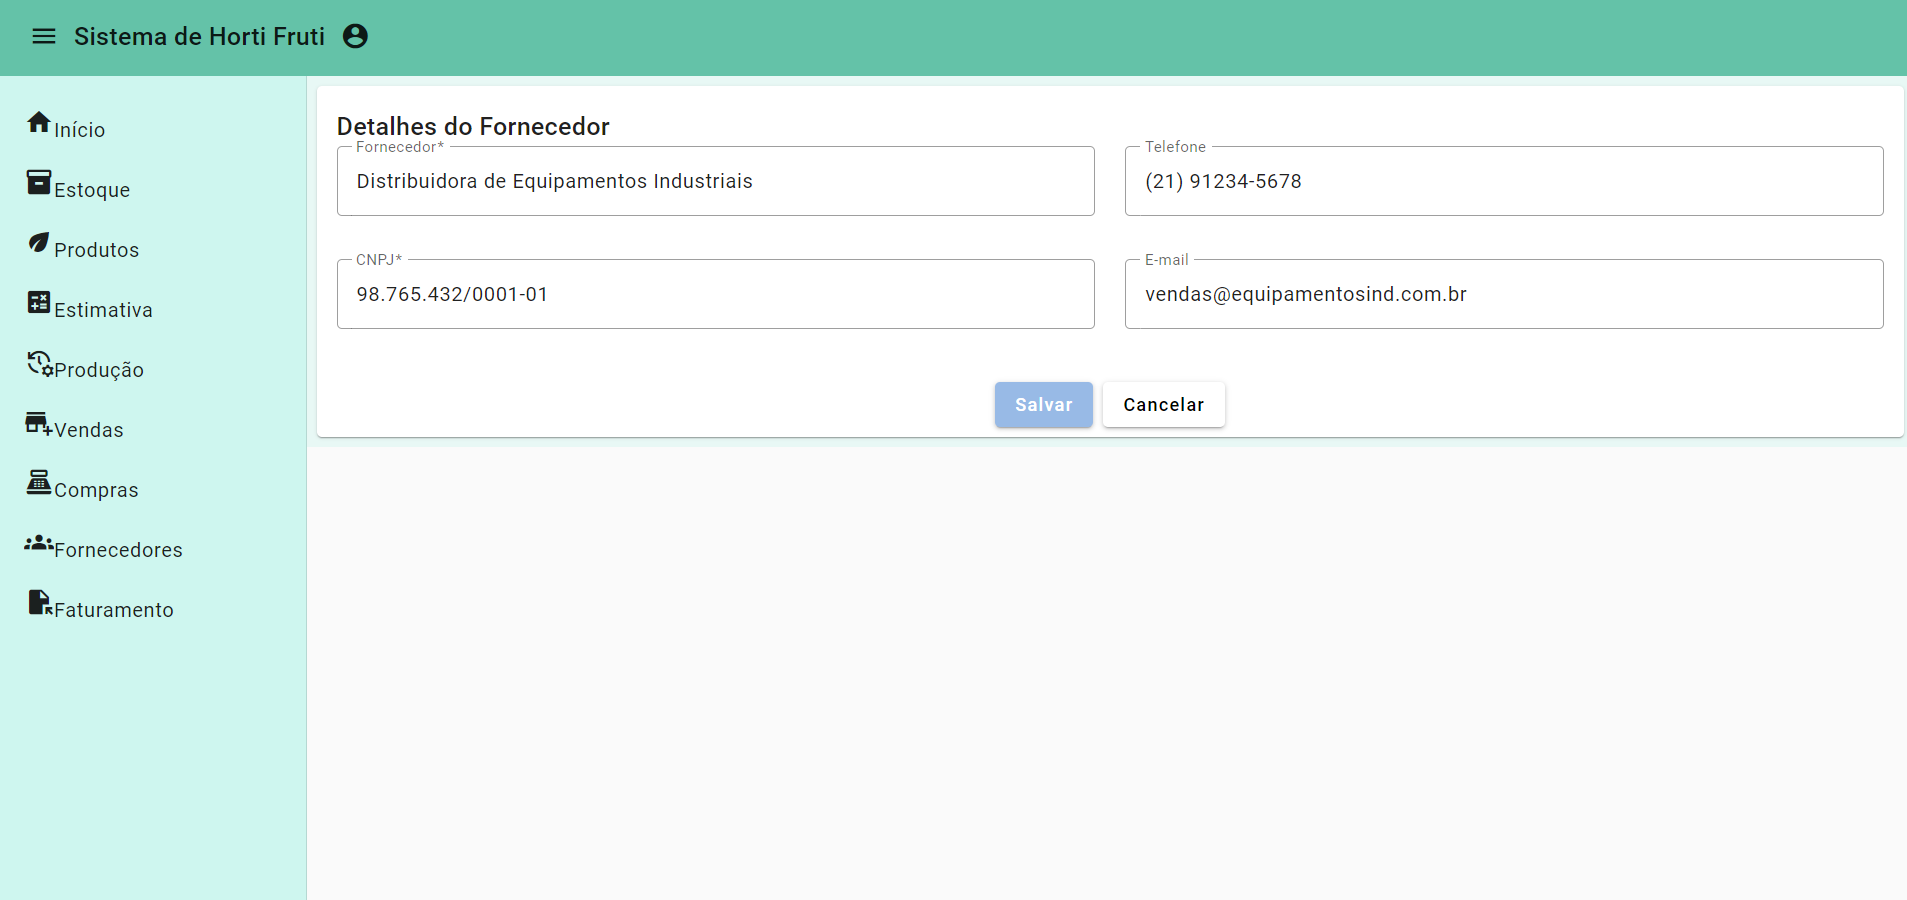 Sistema de Horti Fruti
Início
Estoque
Produtos
Estimativa
Produção
Vendas
Compras
Fornecedores
Faturamento
Detalhes do Fornecedor
Fornecedor*
Distribuidora de Equipamentos Industriais
Telefone
(21) 91234-5678
CNPJ*
98.765.432/0001-01
E-mail
vendas@equipamentosind.com.br
Salvar
Cancelar